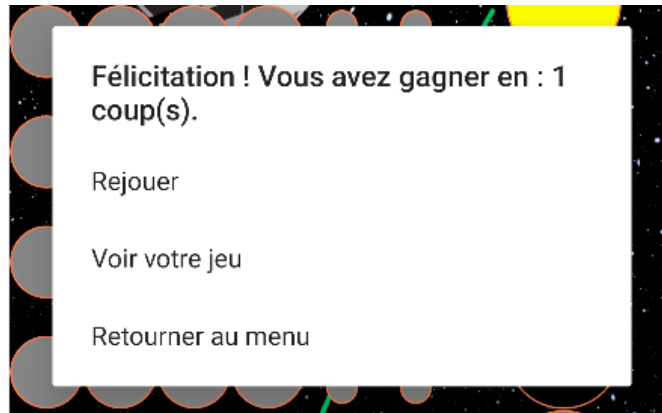 Félicitation ! Vous avez gagner en : 1
coup(s).
Rejouer
Voir votre jeu
Retourner au menu